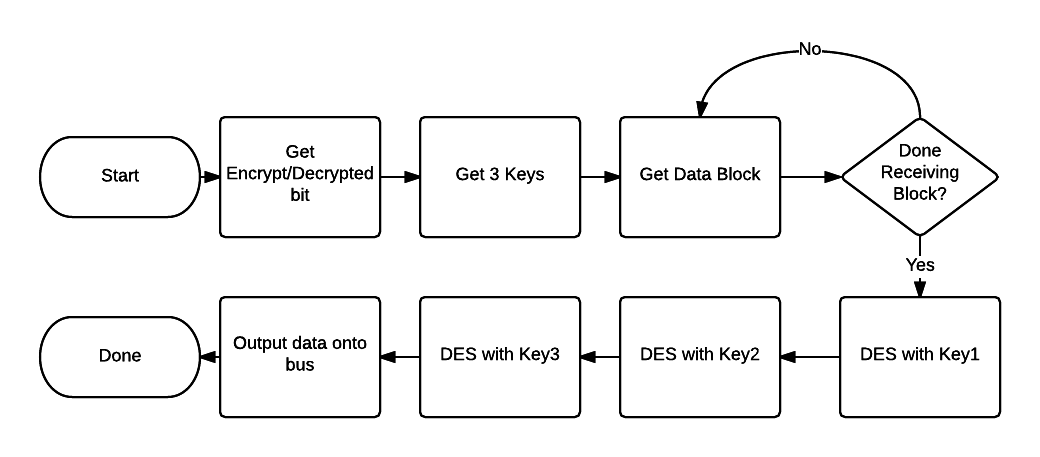 No
Start
Get
Encrypt/Decrypted
bit
Get 3 Keys
Get Data Block
Done
Receiving
Block?
Yes
Done
Output data onto
bus
DES with Key3
DES with Key2
DES with Key1